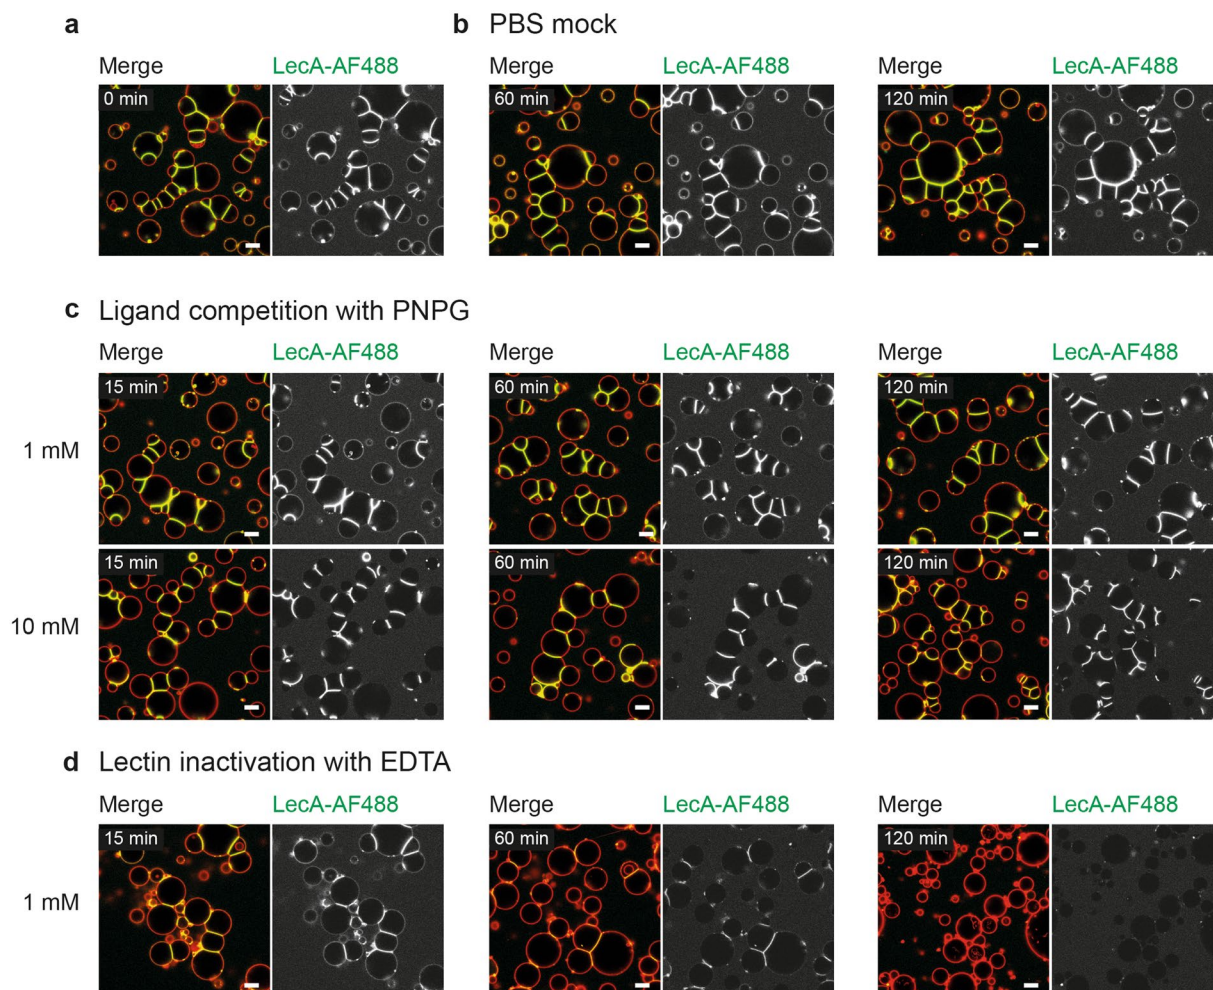 a
Merge LecA-AF488
0 min
b PBS mock
Merge LecA-AF488 Merge LecA-AF488
60 min 120 min
c Ligand competition with PNPG
Merge LecA-AF488 Merge LecA-AF488 Merge LecA-AF488
1 mM 15 min 60 min 120 min
10 mM 15 min 60 min 120 min
d Lectin inactivation with EDTA
Merge LecA-AF488 Merge LecA-AF488 Merge LecA-AF488
1 mM 15 min 60 min 120 min